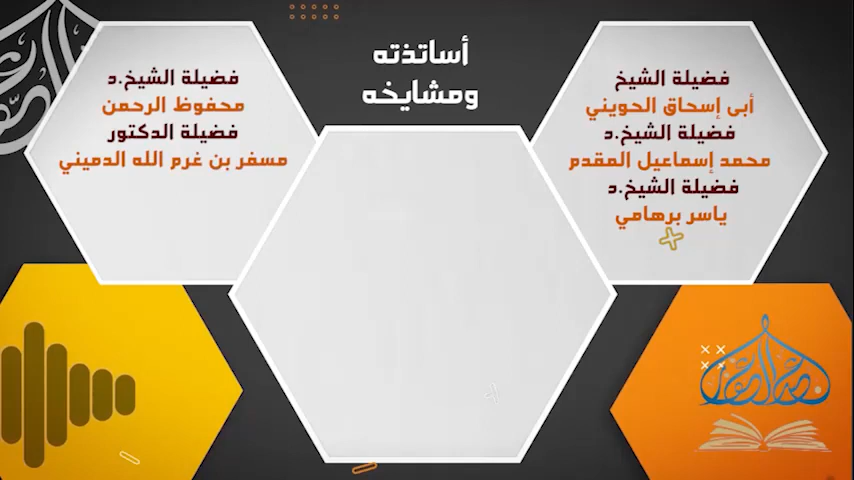 أساتذته
ومشايخه
فضيلة الشيخ
أبى إسحاق الحويني
فضيلة الشيخ.د
محمد إسماعيل المقدم
فضيلة الشيخ.د
ياسر برهامي
فضيلة الشيخ.د
محفوظ الرحمن
فضيلة الدكتور
مسفر بن غرم الله الدميني